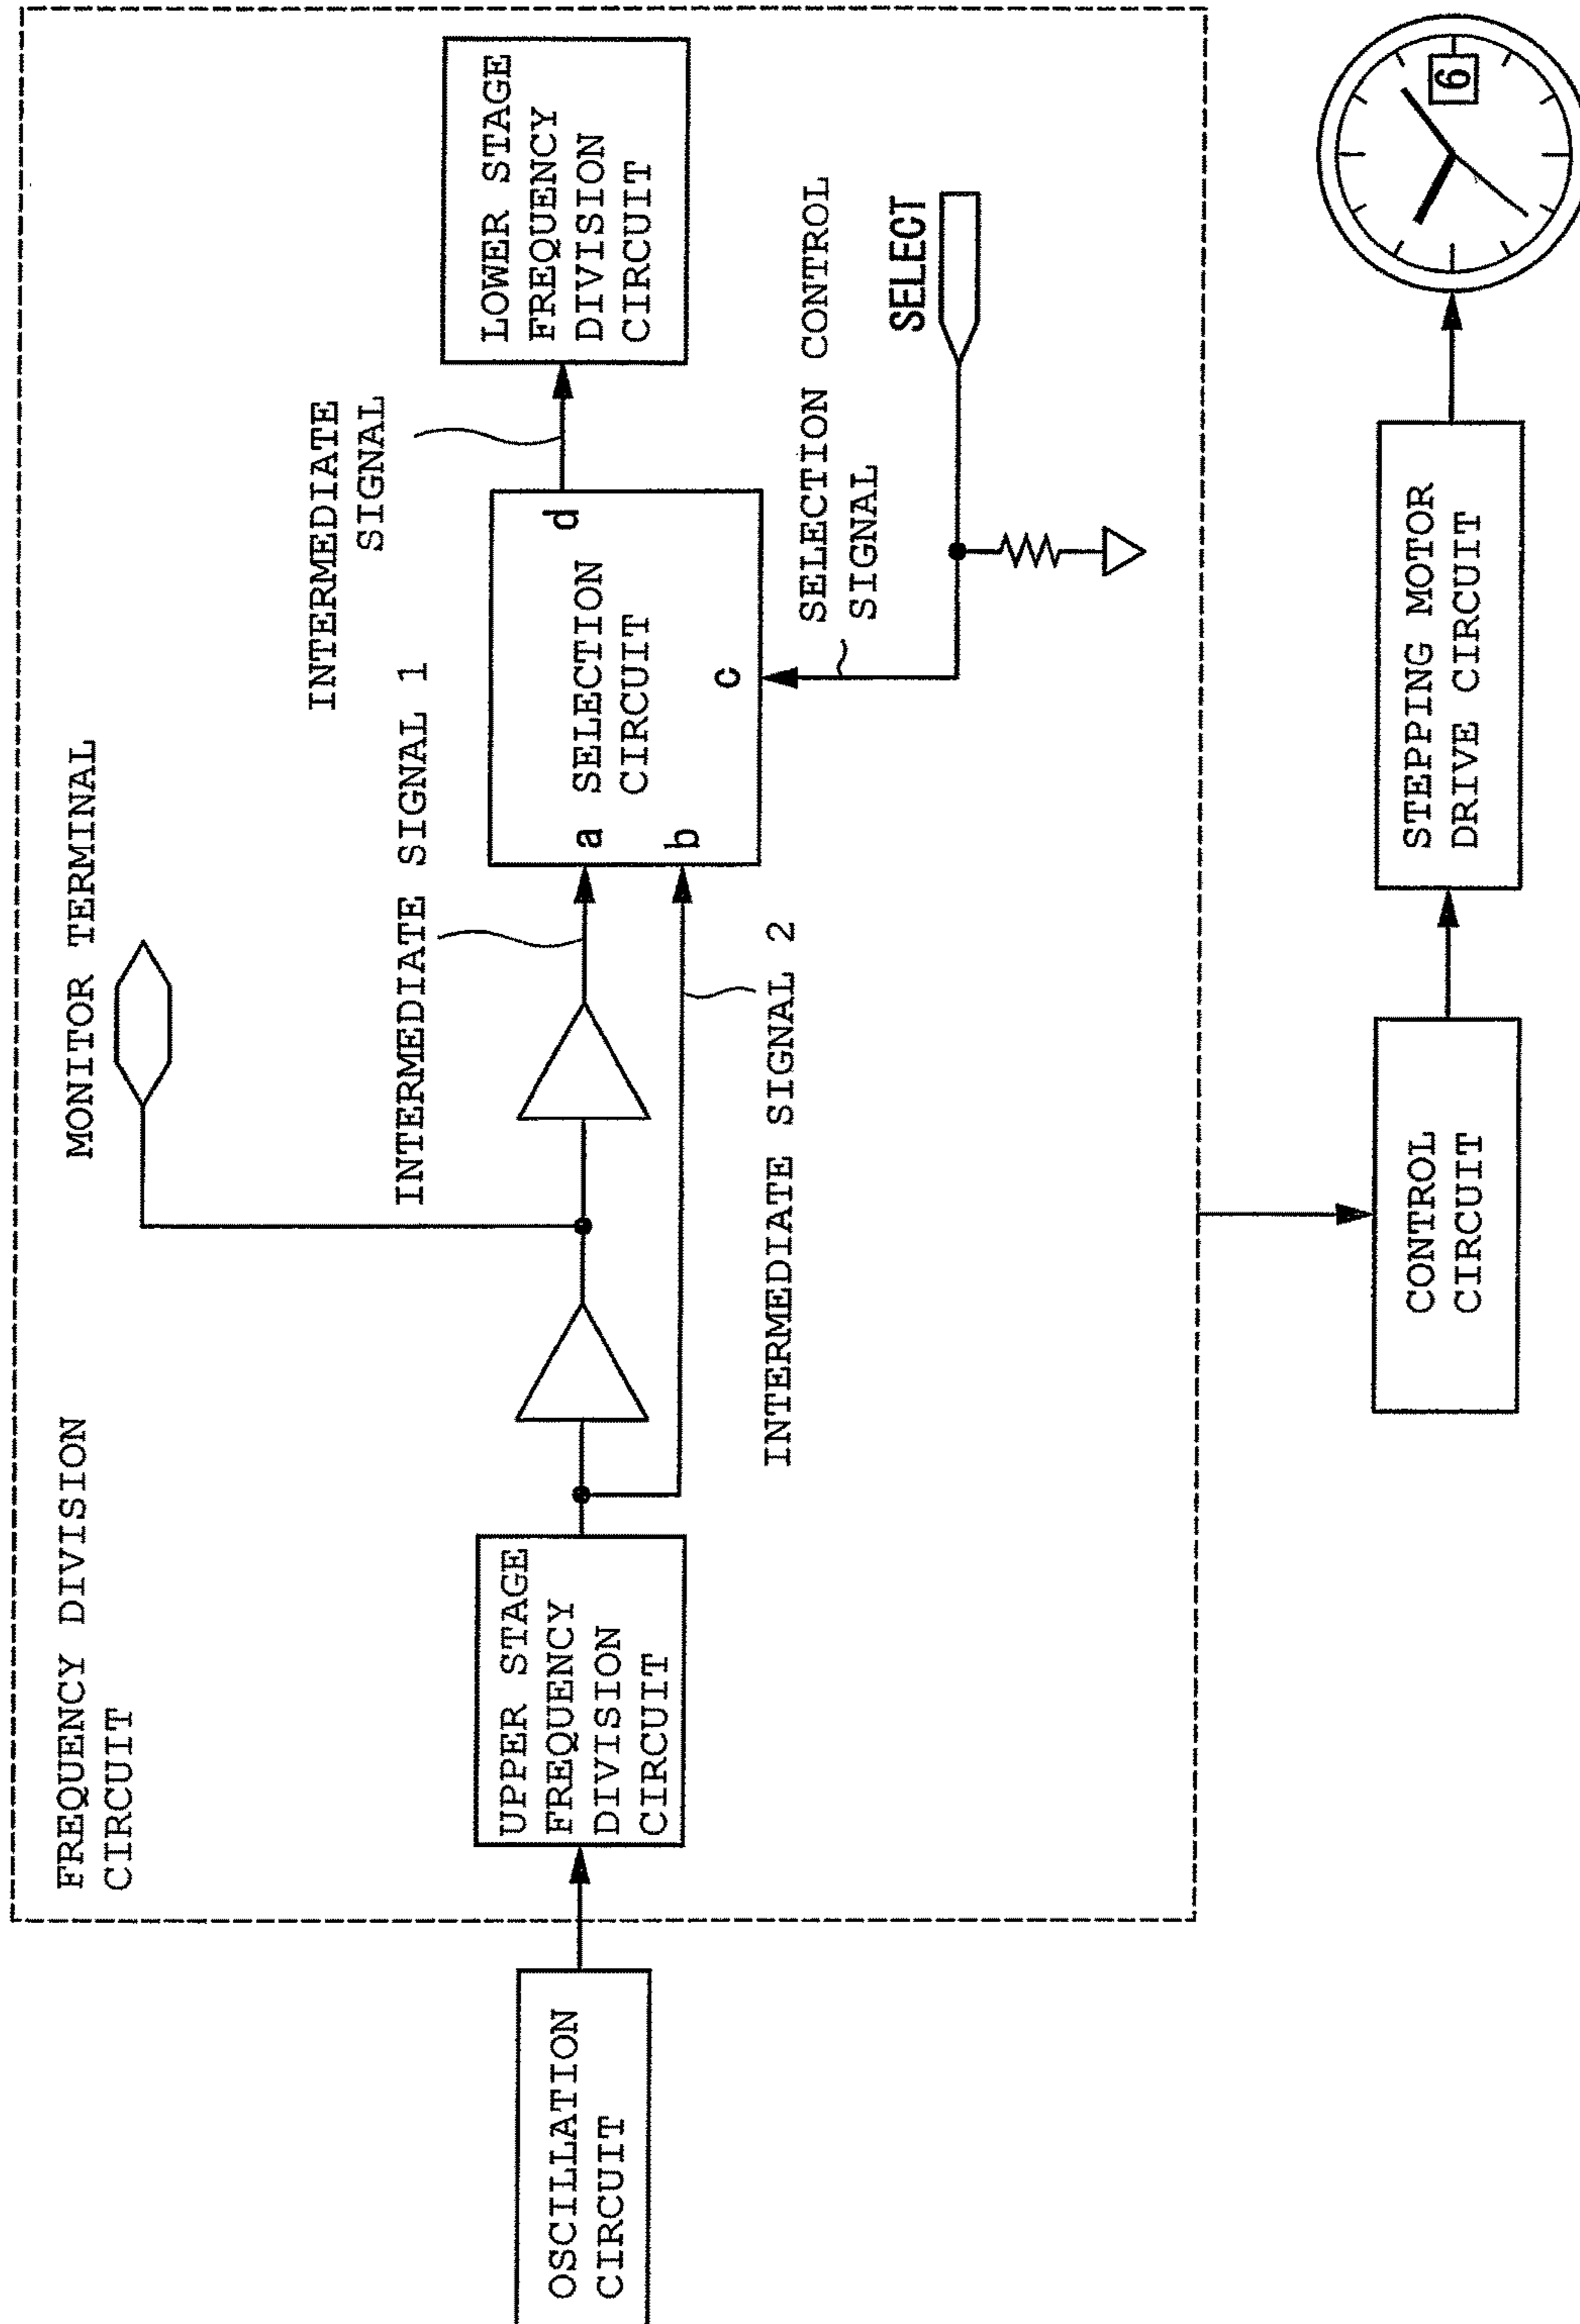 FREQUENCY DIVISION
CIRCUIT
MONITOR TERMINAL
INTERMEDIATE
SIGNAL
INTERMEDIATE SIGNAL 1
OSCILLATION
CIRCUIT
UPPER STAGE
FREQUENCY
DIVISION
CIRCUIT
a
b
c
d
SELECTION
CIRCUIT
LOWER STAGE
FREQUENCY
DIVISION
CIRCUIT
INTERMEDIATE SIGNAL 2
SELECTION CONTROL
SIGNAL
SELECT
CONTROL
CIRCUIT
STEPPING MOTOR
DRIVE CIRCUIT
6